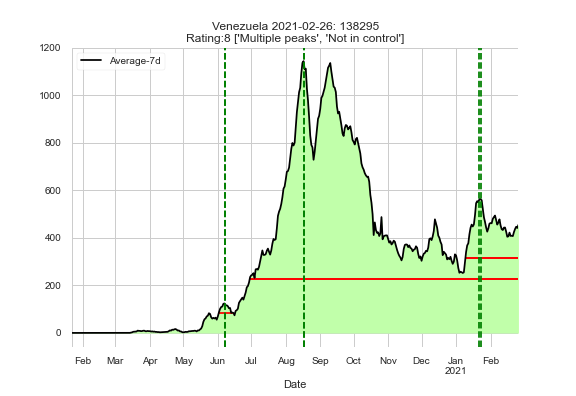 Venezuela 2021-02-26: 138295
Rating:8 ['Multiple peaks', 'Not in control']
1200
1000
800
600
400
200
0
Average-7d
Feb Mar Apr May Jun Jul Aug Sep Oct Nov Dec Jan Feb
2021
Date